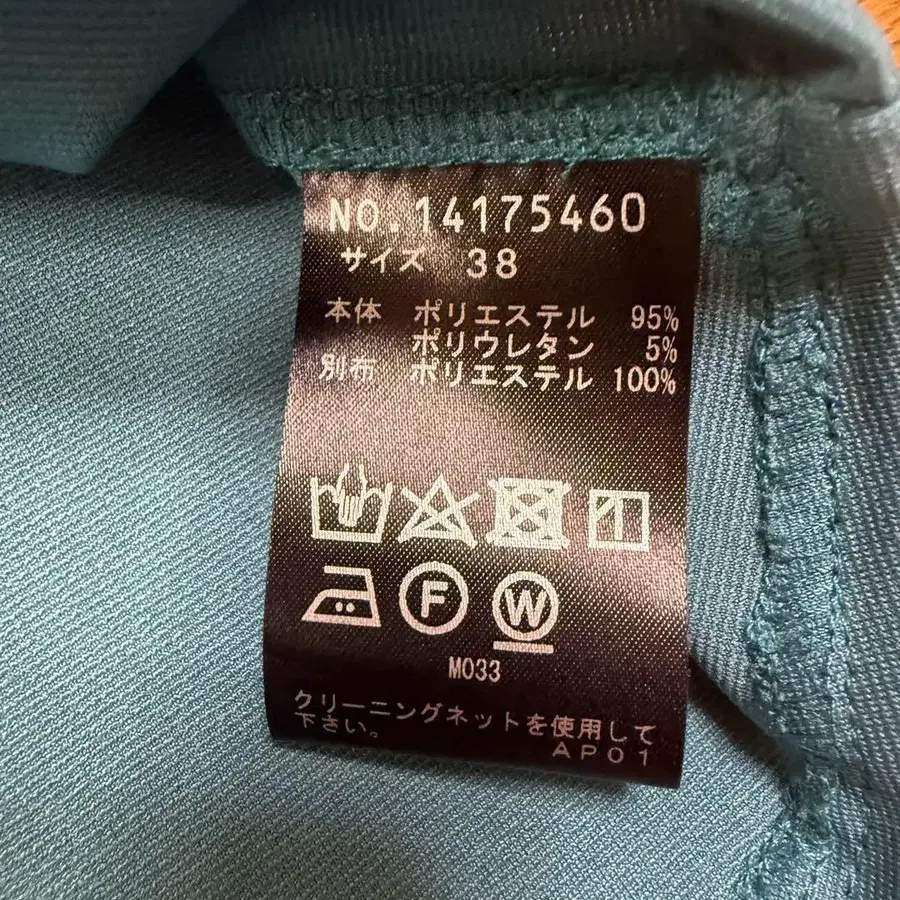 NO.14175460
サイズ 38
本体 ポリエステル 95%
ポリウレタン 5%
別布 ポリエステル 100%
F W
M033
クリーニングネットを使用して
下さい。
AP01